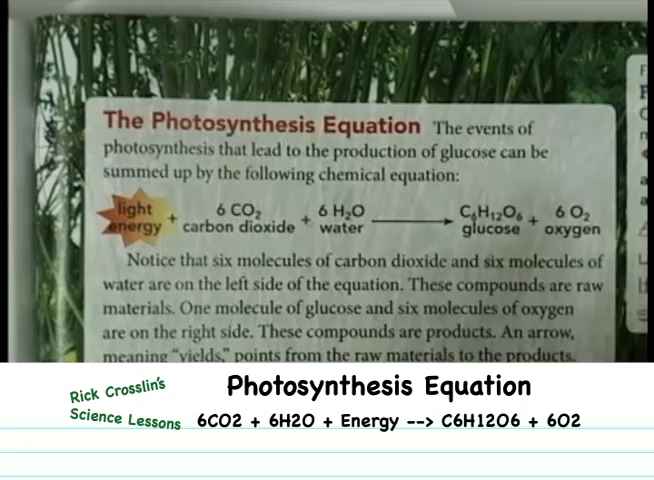 The Photosynthesis Equation The events of
photosynthesis that lead to the production of glucose can be
summed up by the following chemical equation:
light energy + 6 CO₂ carbon dioxide + 6 H₂O water ⟶ C₆H₁₂O₆ glucose + 6 O₂ oxygen
Notice that six molecules of carbon dioxide and six molecules of
water are on the left side of the equation. These compounds are raw
materials. One molecule of glucose and six molecules of oxygen
are on the right side. These compounds are products. An arrow,
meaning "yields," points from the raw materials to the products.
Rick Crosslin's
Science Lessons
Photosynthesis Equation
6CO2 + 6H2O + Energy --> C6H12O6 + 6O2